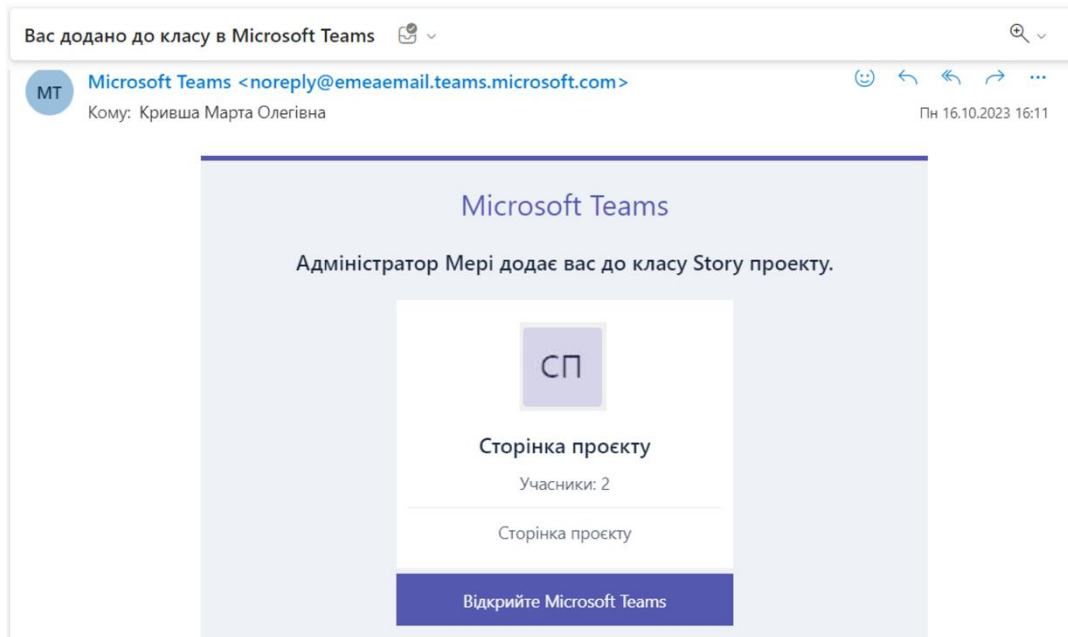 Вас додано до класу в Microsoft Teams
МТ
Microsoft Teams <noreply@emeaemail.teams.microsoft.com>
Кому: Кривша Марта Олегівна
Пн 16.10.2023 16:11
Microsoft Teams
Адміністратор Мері додає вас до класу Story проекту.
СП
Сторінка проєкту
Учасники: 2
Сторінка проєкту
Відкрийте Microsoft Teams